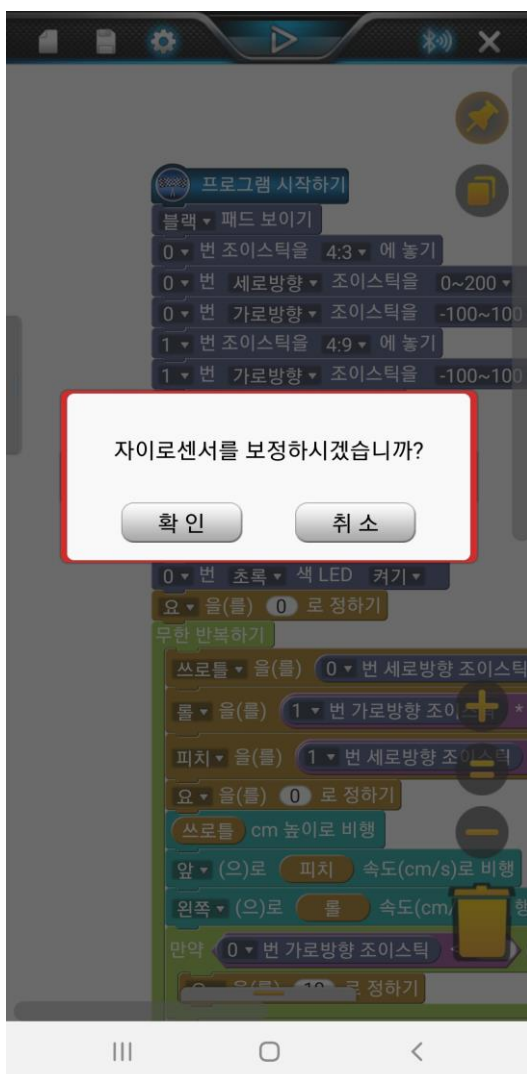 프로그램 시작하기
블랙 패드 보이기
0 번 조이스틱을 4:3 에 놓기
0 번 세로방향 조이스틱을 0~200
0 번 가로방향 조이스틱을 -100~100
1 번 조이스틱을 4:9 에 놓기
1 번 가로방향 조이스틱을 -100~100
자이로센서를 보정하시겠습니까?
확 인 취 소
0 번 초록 색 LED 켜기
요 을(를) 0 로 정하기
무한 반복하기
쓰로틀 을(를) 0 번 세로방향 조이스틱
롤 을(를) 1 번 가로방향 *
피치 을(를) 1 번 세로방향
요 을(를) 0 로 정하기
쓰로틀 cm 높이로 비행
앞 (으)로 피치 속도(cm/s)로 비행
왼쪽 (으)로 롤 속도(cm/ 행
만약 0 번 가로방향 조이스틱
로 정하기